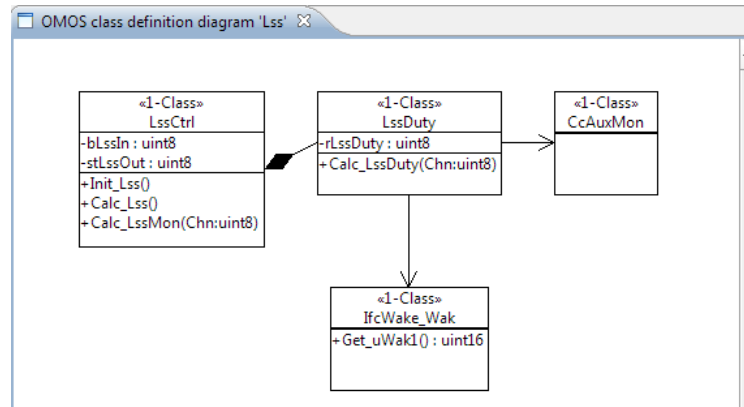 OMOS class definition diagram 'Lss'
«1-Class»
LssCtrl
-bLssIn : uint8
-stLssOut : uint8
+Init_Lss()
+Calc_Lss()
+Calc_LssMon(Chn:uint8)
«1-Class»
LssDuty
-rLssDuty : uint8
+Calc_LssDuty(Chn:uint8)
«1-Class»
CcAuxMon
«1-Class»
IfcWake_Wak
+Get_uWak1() : uint16